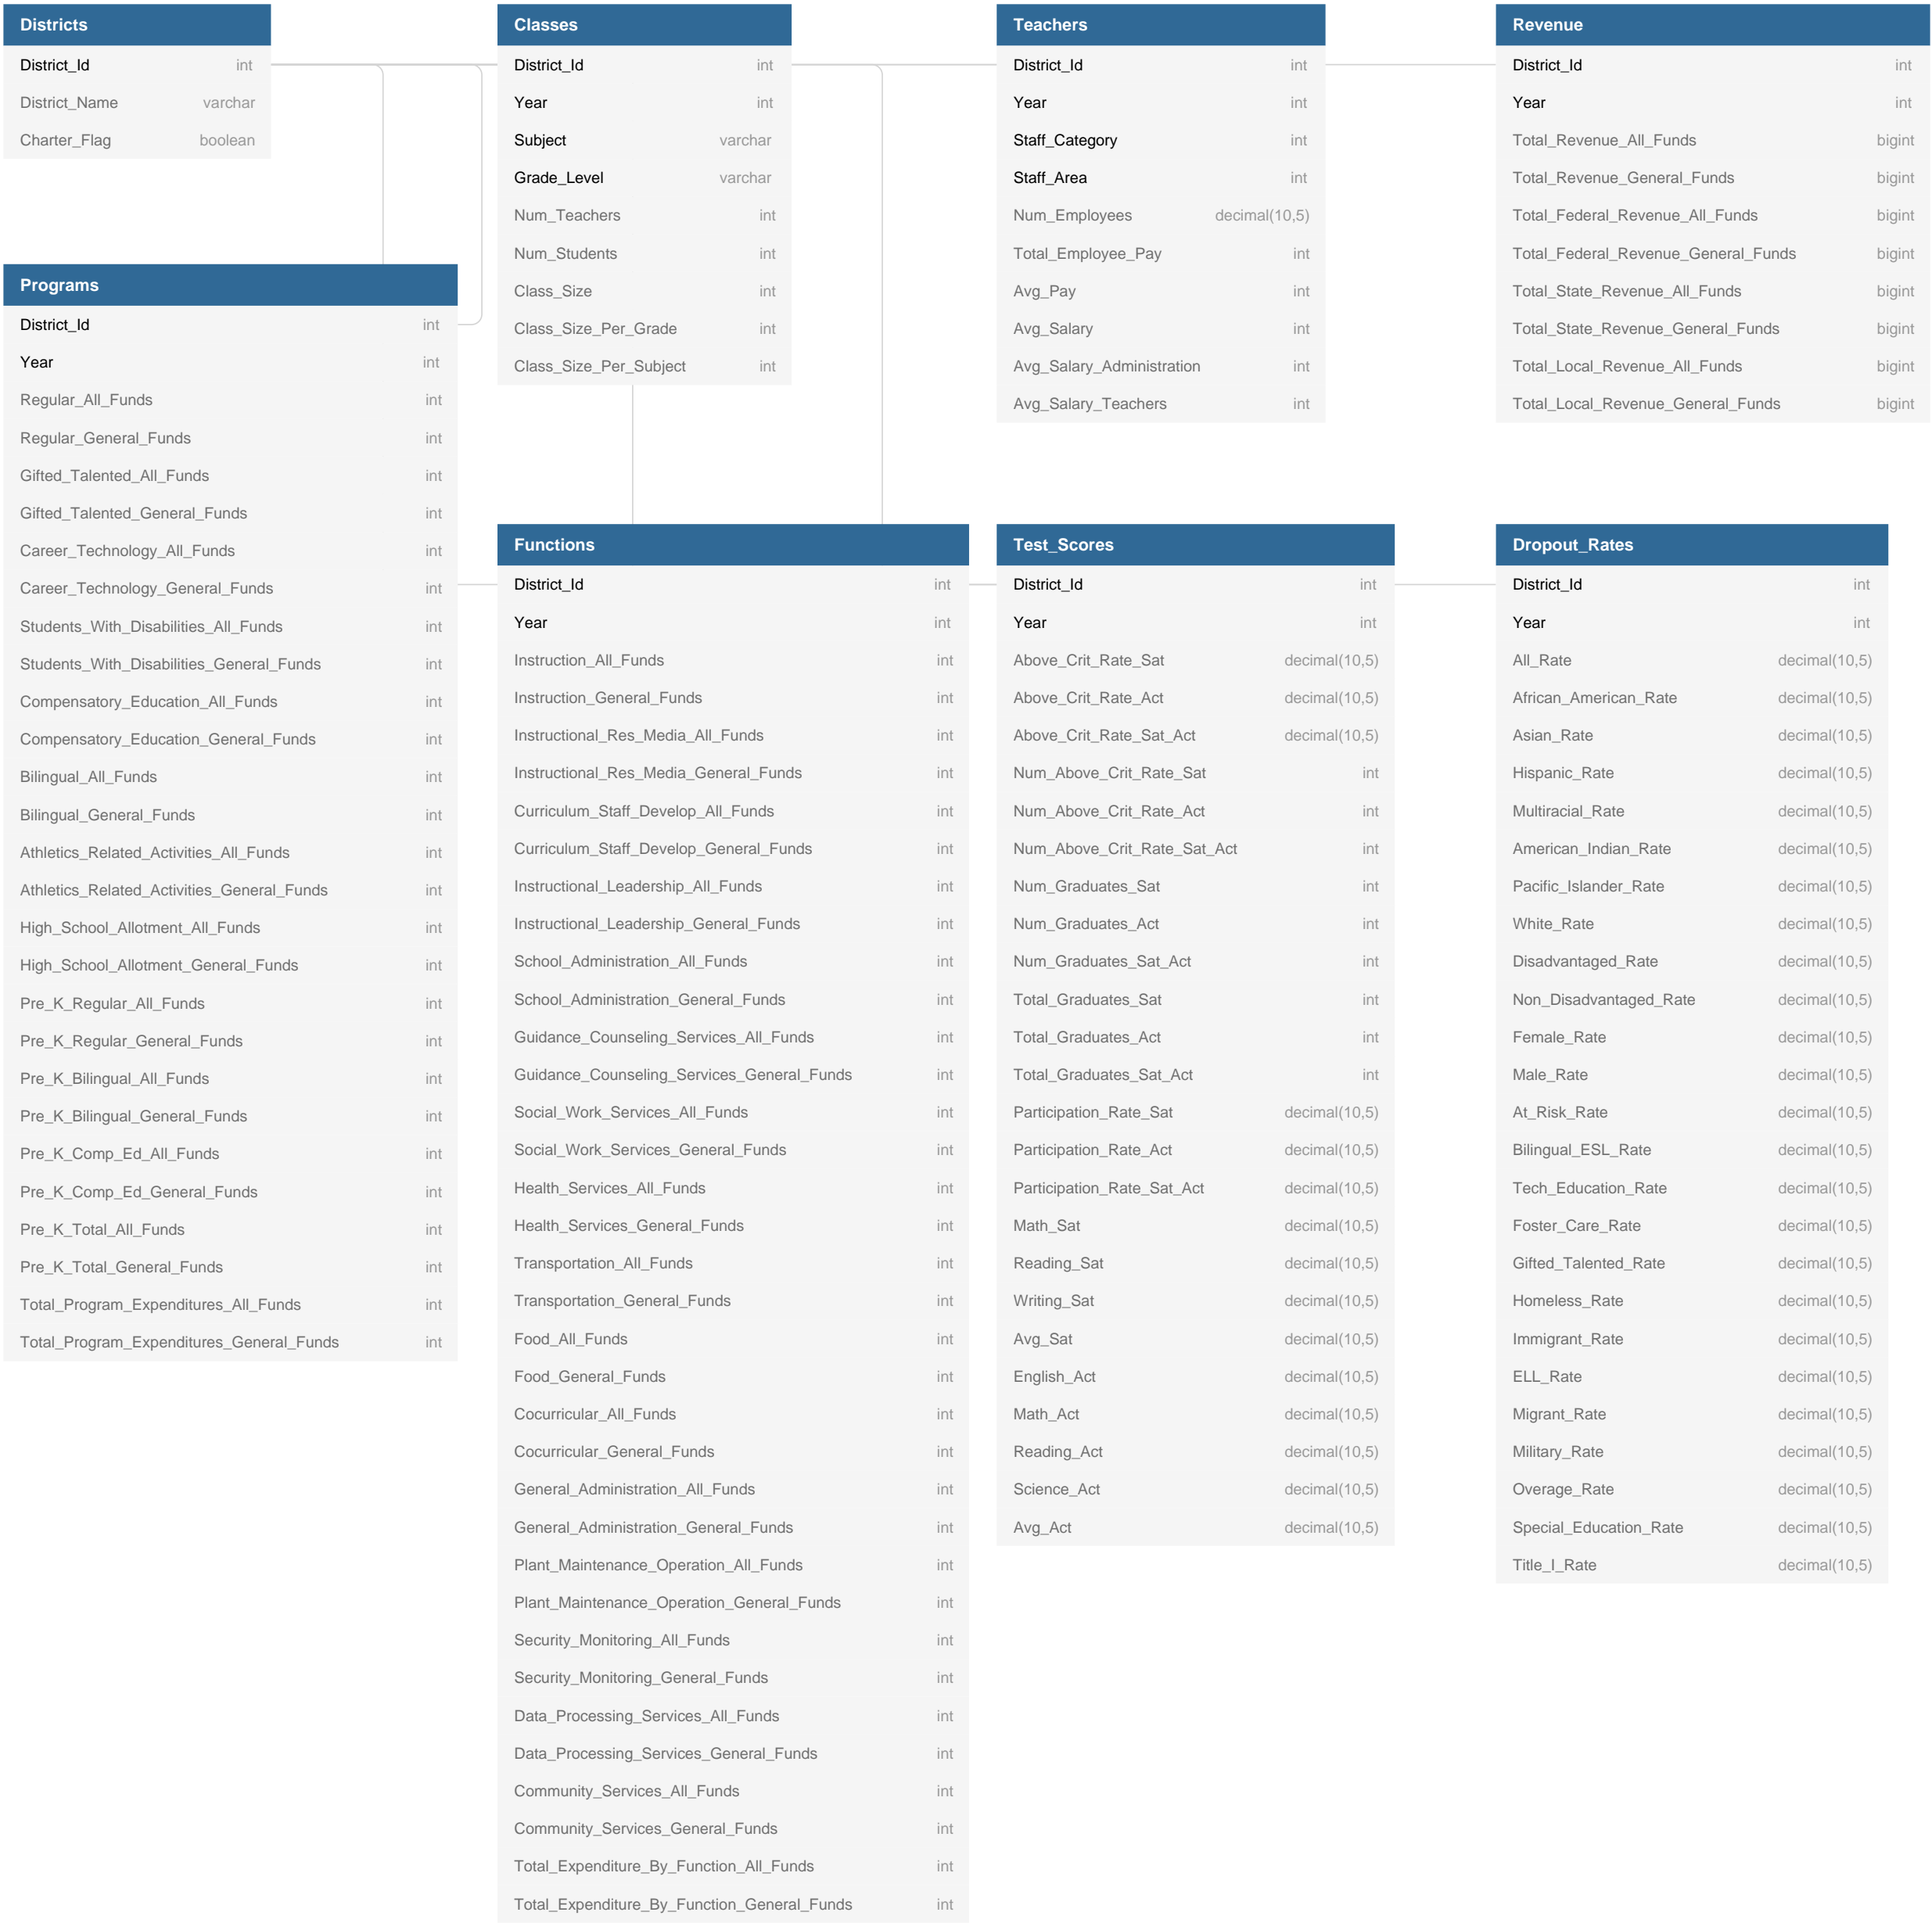 Districts
District_Id int
District_Name varchar
Charter_Flag boolean
Classes
District_Id int
Year int
Subject varchar
Grade_Level varchar
Num_Teachers int
Num_Students int
Class_Size int
Class_Size_Per_Grade int
Class_Size_Per_Subject int
Teachers
District_Id int
Year int
Staff_Category int
Staff_Area int
Num_Employees decimal(10,5)
Total_Employee_Pay int
Avg_Pay int
Avg_Salary int
Avg_Salary_Administration int
Avg_Salary_Teachers int
Revenue
District_Id int
Year int
Total_Revenue_All_Funds bigint
Total_Revenue_General_Funds bigint
Total_Federal_Revenue_All_Funds bigint
Total_Federal_Revenue_General_Funds bigint
Total_State_Revenue_All_Funds bigint
Total_State_Revenue_General_Funds bigint
Total_Local_Revenue_All_Funds bigint
Total_Local_Revenue_General_Funds bigint
Programs
District_Id int
Year int
Regular_All_Funds int
Regular_General_Funds int
Gifted_Talented_All_Funds int
Gifted_Talented_General_Funds int
Career_Technology_All_Funds int
Career_Technology_General_Funds int
Students_With_Disabilities_All_Funds int
Students_With_Disabilities_General_Funds int
Compensatory_Education_All_Funds int
Compensatory_Education_General_Funds int
Bilingual_All_Funds int
Bilingual_General_Funds int
Athletics_Related_Activities_All_Funds int
Athletics_Related_Activities_General_Funds int
High_School_Allotment_All_Funds int
High_School_Allotment_General_Funds int
Pre_K_Regular_All_Funds int
Pre_K_Regular_General_Funds int
Pre_K_Bilingual_All_Funds int
Pre_K_Bilingual_General_Funds int
Pre_K_Comp_Ed_All_Funds int
Pre_K_Comp_Ed_General_Funds int
Pre_K_Total_All_Funds int
Pre_K_Total_General_Funds int
Total_Program_Expenditures_All_Funds int
Total_Program_Expenditures_General_Funds int
Functions
District_Id int
Year int
Instruction_All_Funds int
Instruction_General_Funds int
Instructional_Res_Media_All_Funds int
Instructional_Res_Media_General_Funds int
Curriculum_Staff_Develop_All_Funds int
Curriculum_Staff_Develop_General_Funds int
Instructional_Leadership_All_Funds int
Instructional_Leadership_General_Funds int
School_Administration_All_Funds int
School_Administration_General_Funds int
Guidance_Counseling_Services_All_Funds int
Guidance_Counseling_Services_General_Funds int
Social_Work_Services_All_Funds int
Social_Work_Services_General_Funds int
Health_Services_All_Funds int
Health_Services_General_Funds int
Transportation_All_Funds int
Transportation_General_Funds int
Food_All_Funds int
Food_General_Funds int
Cocurricular_All_Funds int
Cocurricular_General_Funds int
General_Administration_All_Funds int
General_Administration_General_Funds int
Plant_Maintenance_Operation_All_Funds int
Plant_Maintenance_Operation_General_Funds int
Security_Monitoring_All_Funds int
Security_Monitoring_General_Funds int
Data_Processing_Services_All_Funds int
Data_Processing_Services_General_Funds int
Community_Services_All_Funds int
Community_Services_General_Funds int
Total_Expenditure_By_Function_All_Funds int
Total_Expenditure_By_Function_General_Funds int
Test_Scores
District_Id int
Year int
Above_Crit_Rate_Sat decimal(10,5)
Above_Crit_Rate_Act decimal(10,5)
Above_Crit_Rate_Sat_Act decimal(10,5)
Num_Above_Crit_Rate_Sat int
Num_Above_Crit_Rate_Act int
Num_Above_Crit_Rate_Sat_Act int
Num_Graduates_Sat int
Num_Graduates_Act int
Num_Graduates_Sat_Act int
Total_Graduates_Sat int
Total_Graduates_Act int
Total_Graduates_Sat_Act int
Participation_Rate_Sat decimal(10,5)
Participation_Rate_Act decimal(10,5)
Participation_Rate_Sat_Act decimal(10,5)
Math_Sat decimal(10,5)
Reading_Sat decimal(10,5)
Writing_Sat decimal(10,5)
Avg_Sat decimal(10,5)
English_Act decimal(10,5)
Math_Act decimal(10,5)
Reading_Act decimal(10,5)
Science_Act decimal(10,5)
Avg_Act decimal(10,5)
Dropout_Rates
District_Id int
Year int
All_Rate decimal(10,5)
African_American_Rate decimal(10,5)
Asian_Rate decimal(10,5)
Hispanic_Rate decimal(10,5)
Multiracial_Rate decimal(10,5)
American_Indian_Rate decimal(10,5)
Pacific_Islander_Rate decimal(10,5)
White_Rate decimal(10,5)
Disadvantaged_Rate decimal(10,5)
Non_Disadvantaged_Rate decimal(10,5)
Female_Rate decimal(10,5)
Male_Rate decimal(10,5)
At_Risk_Rate decimal(10,5)
Bilingual_ESL_Rate decimal(10,5)
Tech_Education_Rate decimal(10,5)
Foster_Care_Rate decimal(10,5)
Gifted_Talented_Rate decimal(10,5)
Homeless_Rate decimal(10,5)
Immigrant_Rate decimal(10,5)
ELL_Rate decimal(10,5)
Migrant_Rate decimal(10,5)
Military_Rate decimal(10,5)
Overage_Rate decimal(10,5)
Special_Education_Rate decimal(10,5)
Title_I_Rate decimal(10,5)